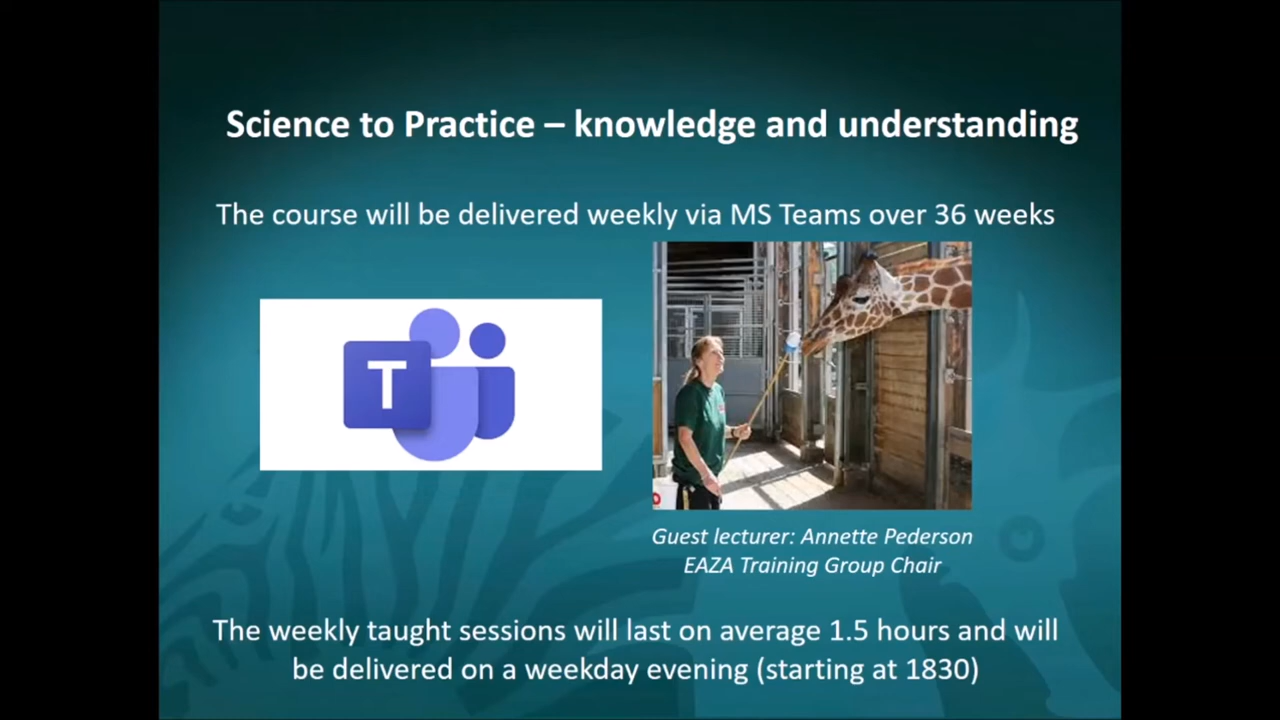 Science to Practice – knowledge and understanding
The course will be delivered weekly via MS Teams over 36 weeks
T
Guest lecturer: Annette Pederson
EAZA Training Group Chair
The weekly taught sessions will last on average 1.5 hours and will
be delivered on a weekday evening (starting at 1830)